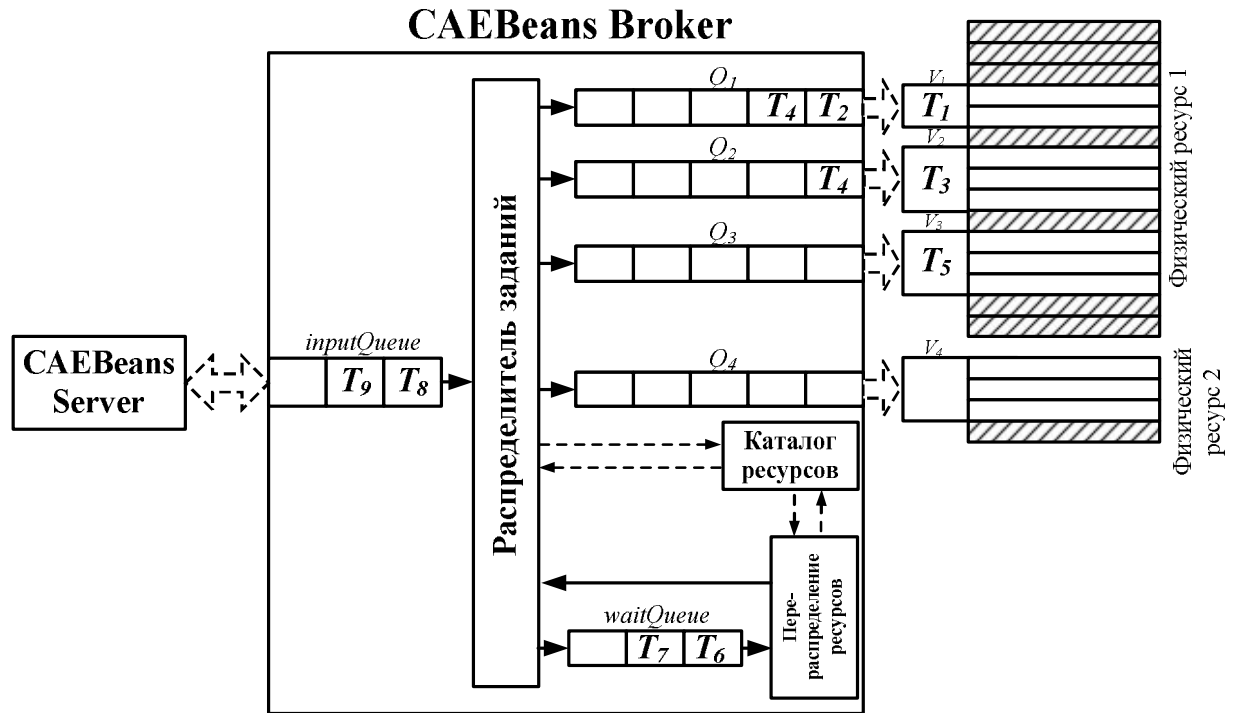 CAEBeans Broker
Q1
T4 T2
V1
T1
Q2
T4
V2
T3
Q3
V3
T5
Физический ресурс 1
CAEBeans
Server
inputQueue
T9 T8
Распределитель заданий
Q4
V4
Физический
ресурс 2
Каталог
ресурсов
Пере-
распределение
ресурсов
waitQueue
T7 T6